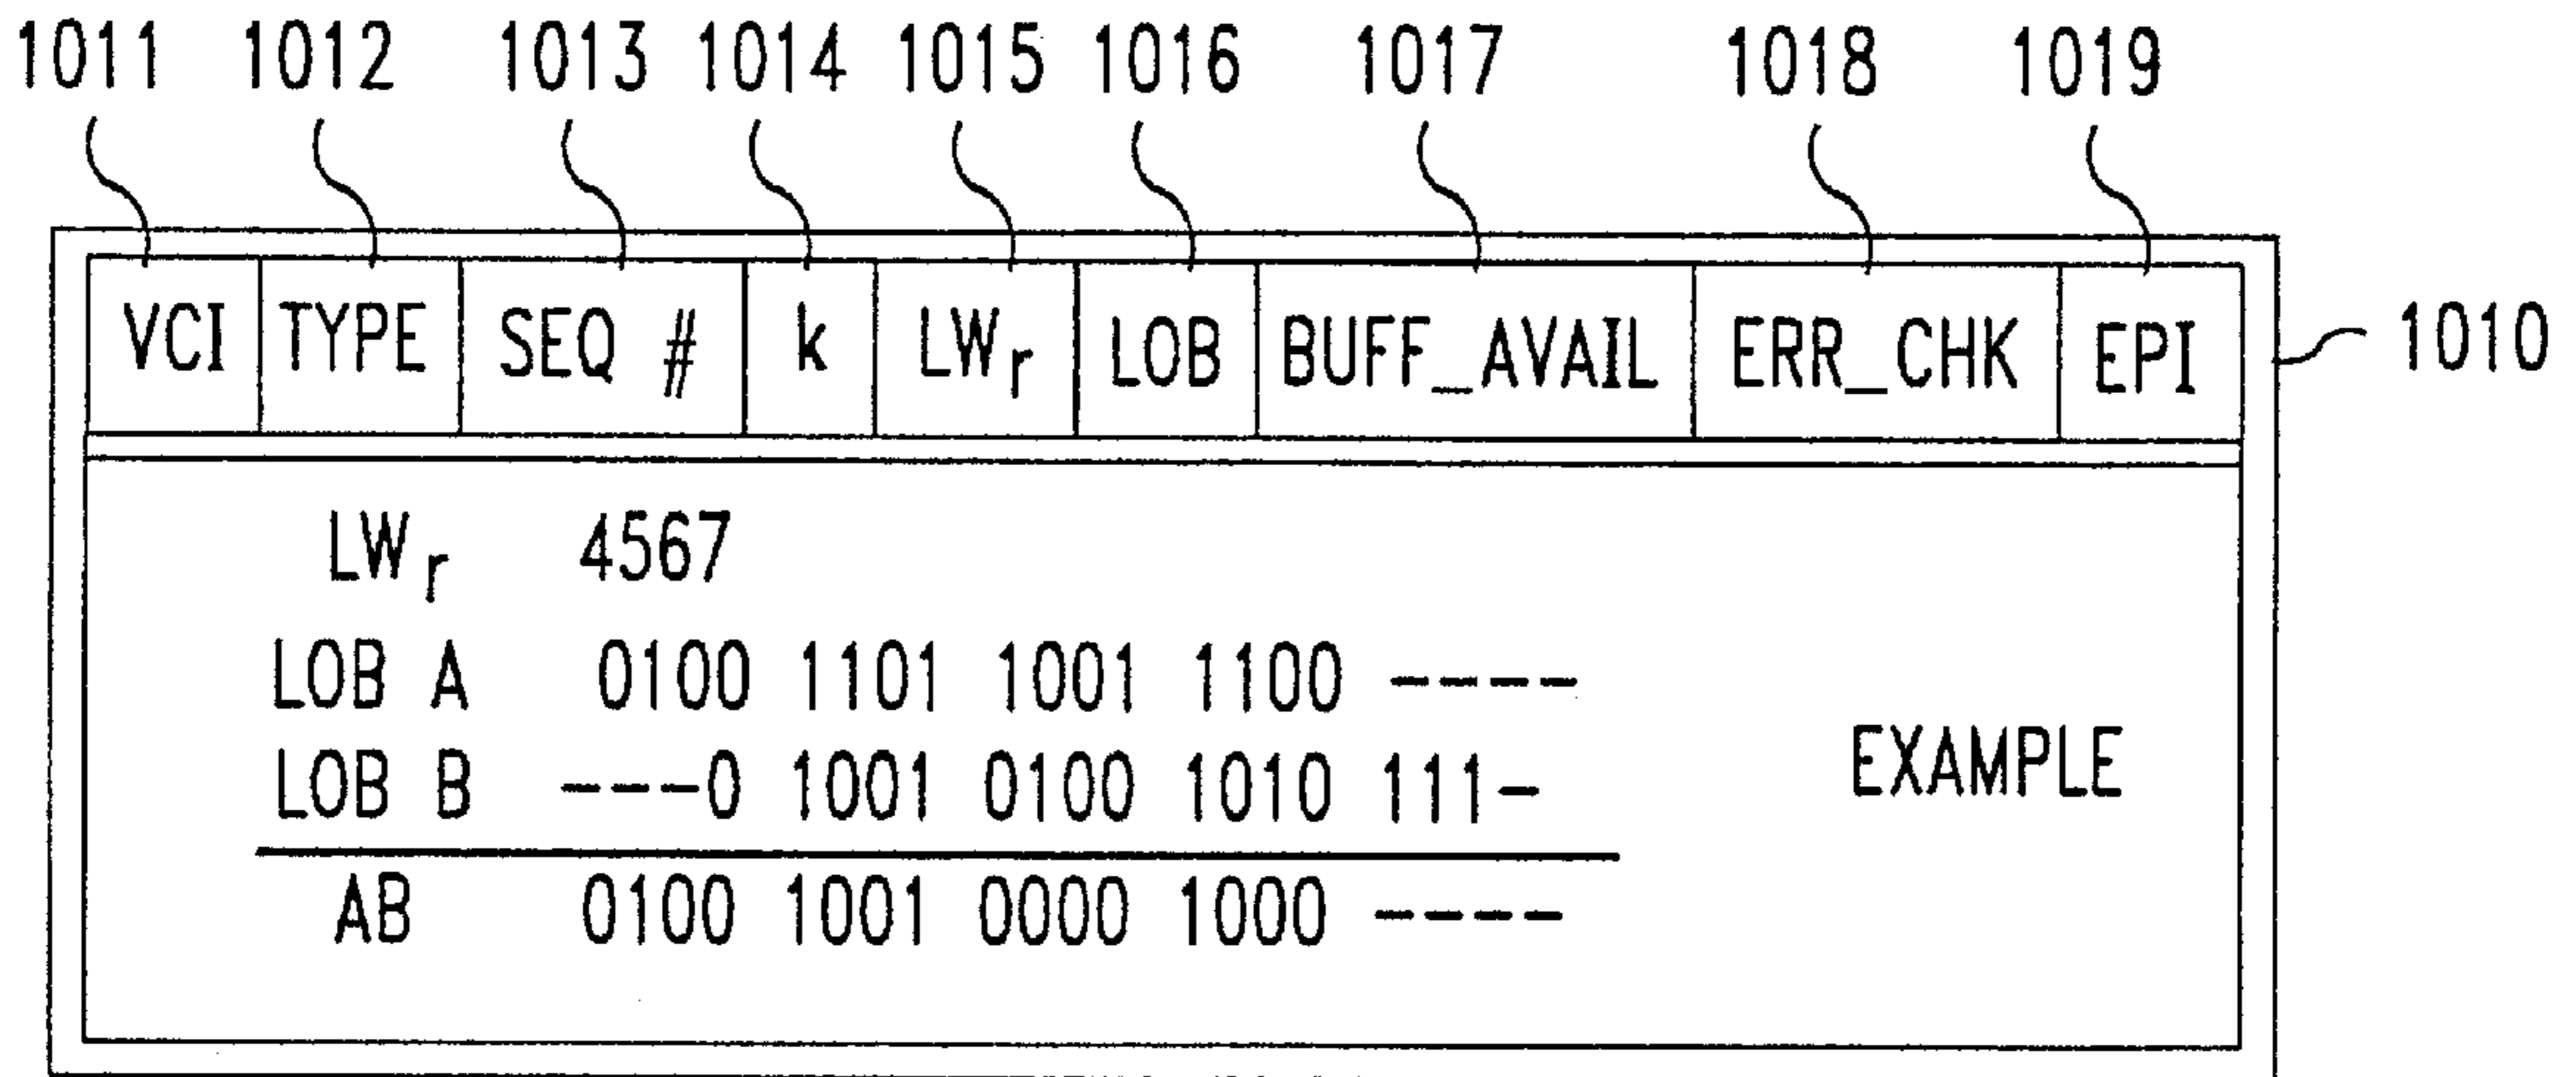 1011 1012 1013 1014 1015 1016 1017 1018 1019
VCI TYPE SEQ # k LWr LOB BUFF_AVAIL ERR_CHK EPI
1010
LWr 4567
LOB A 0100 1101 1001 1100 ----
LOB B ---0 1001 0100 1010 111-
EXAMPLE
AB 0100 1001 0000 1000 ----